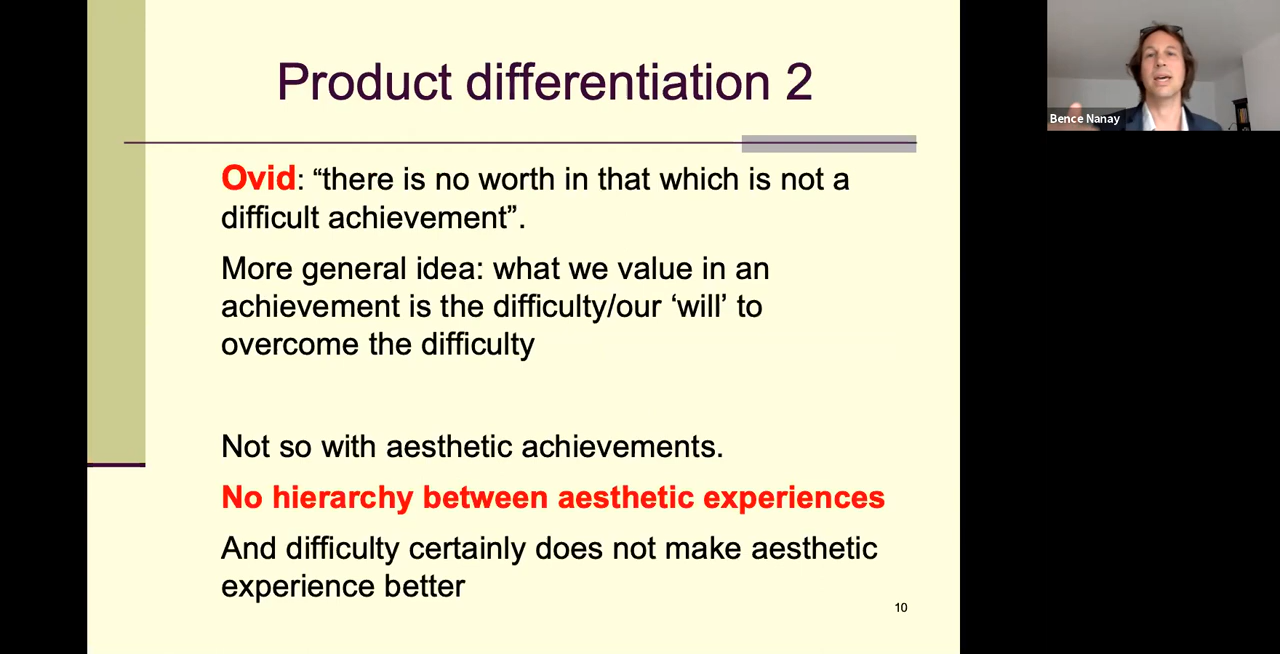 Product differentiation 2
Ovid: “there is no worth in that which is not a
difficult achievement”.
More general idea: what we value in an
achievement is the difficulty/our ‘will’ to
overcome the difficulty
Not so with aesthetic achievements.
No hierarchy between aesthetic experiences
And difficulty certainly does not make aesthetic
experience better
10
Bence Nanay